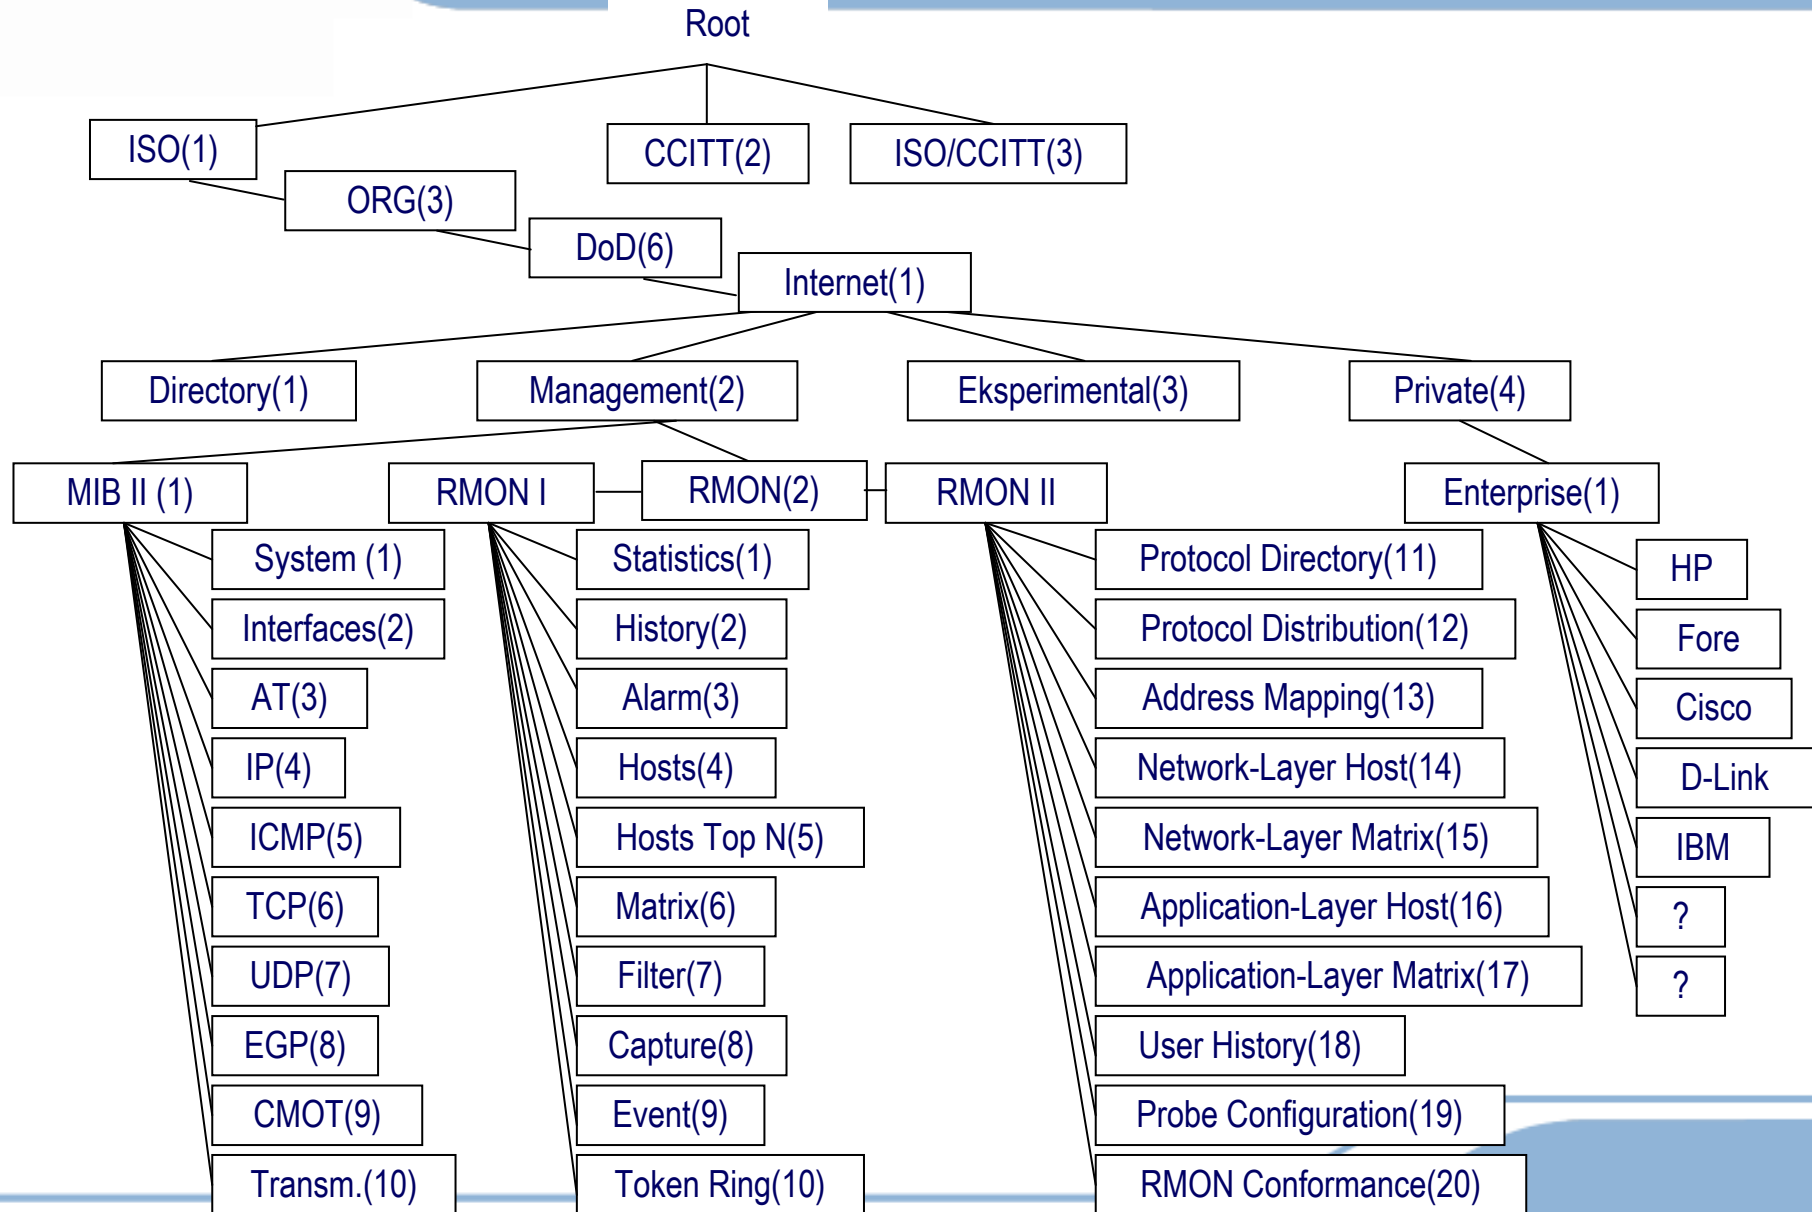 Root
ISO(1)
CCITT(2)
ISO/CCITT(3)
ORG(3)
DoD(6)
Internet(1)
Directory(1)
Management(2)
Eksperimental(3)
Private(4)
MIB II (1)
RMON I
RMON(2)
RMON II
Enterprise(1)
System (1)
Interfaces(2)
AT(3)
IP(4)
ICMP(5)
TCP(6)
UDP(7)
EGP(8)
CMOT(9)
Transm.(10)
Statistics(1)
History(2)
Alarm(3)
Hosts(4)
Hosts Top N(5)
Matrix(6)
Filter(7)
Capture(8)
Event(9)
Token Ring(10)
Protocol Directory(11)
Protocol Distribution(12)
Address Mapping(13)
Network-Layer Host(14)
Network-Layer Matrix(15)
Application-Layer Host(16)
Application-Layer Matrix(17)
User History(18)
Probe Configuration(19)
RMON Conformance(20)
HP
Fore
Cisco
D-Link
IBM
?
?